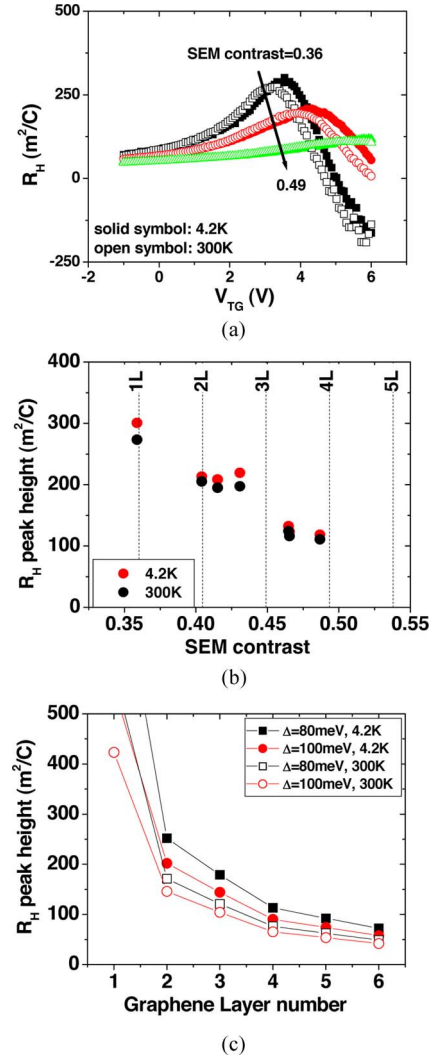 500
250
0
-250
R_H (m²/C)
SEM contrast=0.36
0.49
solid symbol: 4.2K
open symbol: 300K
-2
0
2
4
6
V_TG (V)
(a)
400
300
200
100
0
R_H peak height (m²/C)
1L
2L
3L
4L
5L
4.2K
300K
0.35
0.40
0.45
0.50
0.55
SEM contrast
(b)
500
400
300
200
100
0
R_H peak height (m²/C)
Δ=80meV, 4.2K
Δ=100meV, 4.2K
Δ=80meV, 300K
Δ=100meV, 300K
1
2
3
4
5
6
Graphene Layer number
(c)